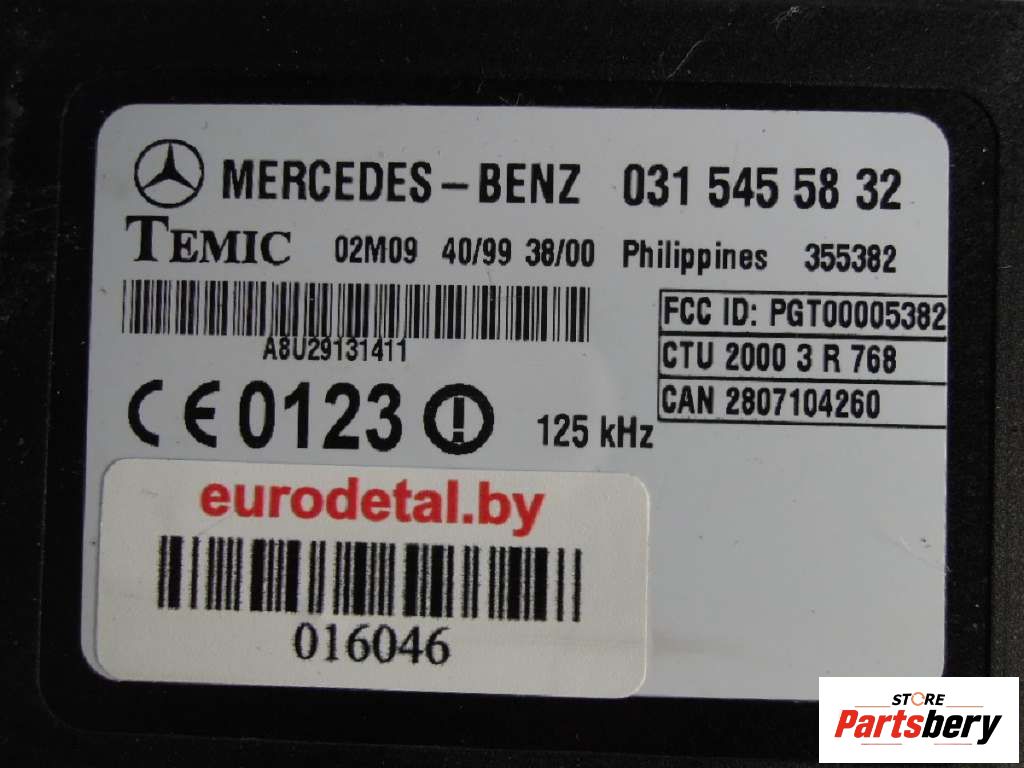 MERCEDES-BENZ 031 545 58 32
TEMIC 02M09 40/99 38/00 Philippines 355382
A8U29131411
FCC ID: PGT00005382
CTU 2000 3 R 768
CAN 2807104260
CE 0123 125 kHz
eurodetal.by
016046
STORE
Partsbery